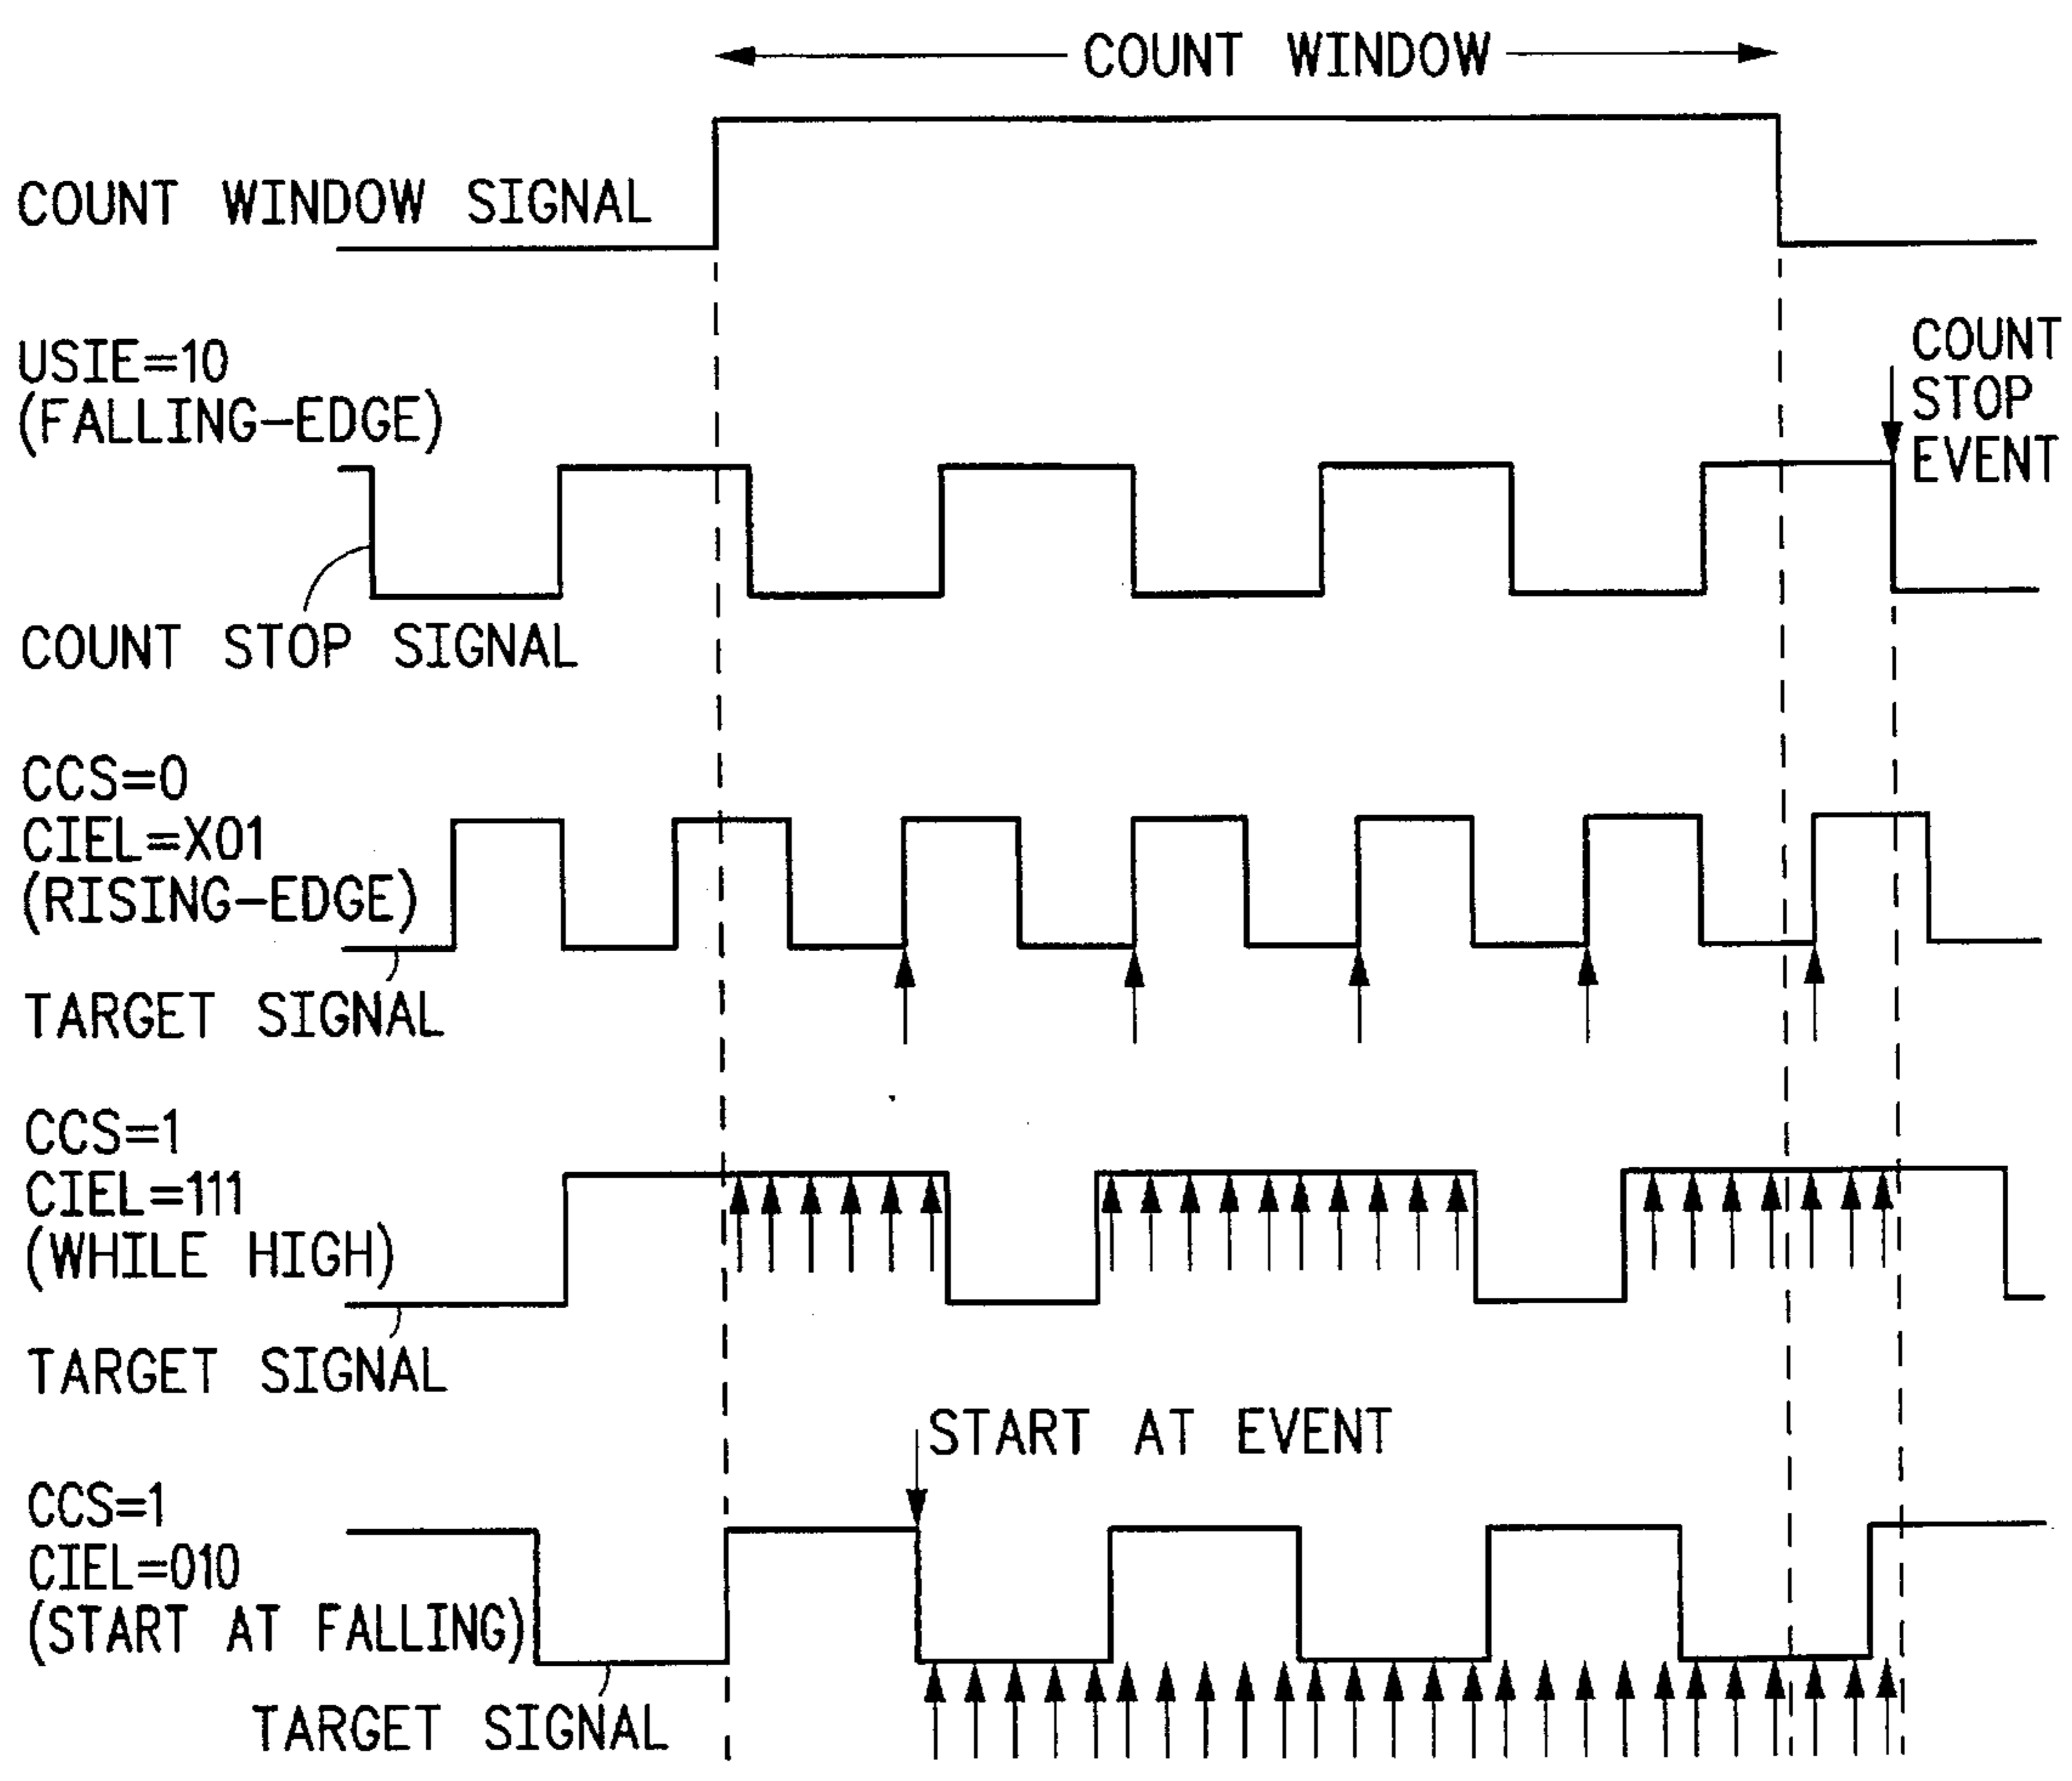 COUNT WINDOW
COUNT WINDOW SIGNAL
USIE=10
(FALLING-EDGE)
COUNT
STOP
EVENT
COUNT STOP SIGNAL
CCS=0
CIEL=X01
(RISING-EDGE)
TARGET SIGNAL
CCS=1
CIEL=111
(WHILE HIGH)
TARGET SIGNAL
START AT EVENT
CCS=1
CIEL=010
(START AT FALLING)
TARGET SIGNAL